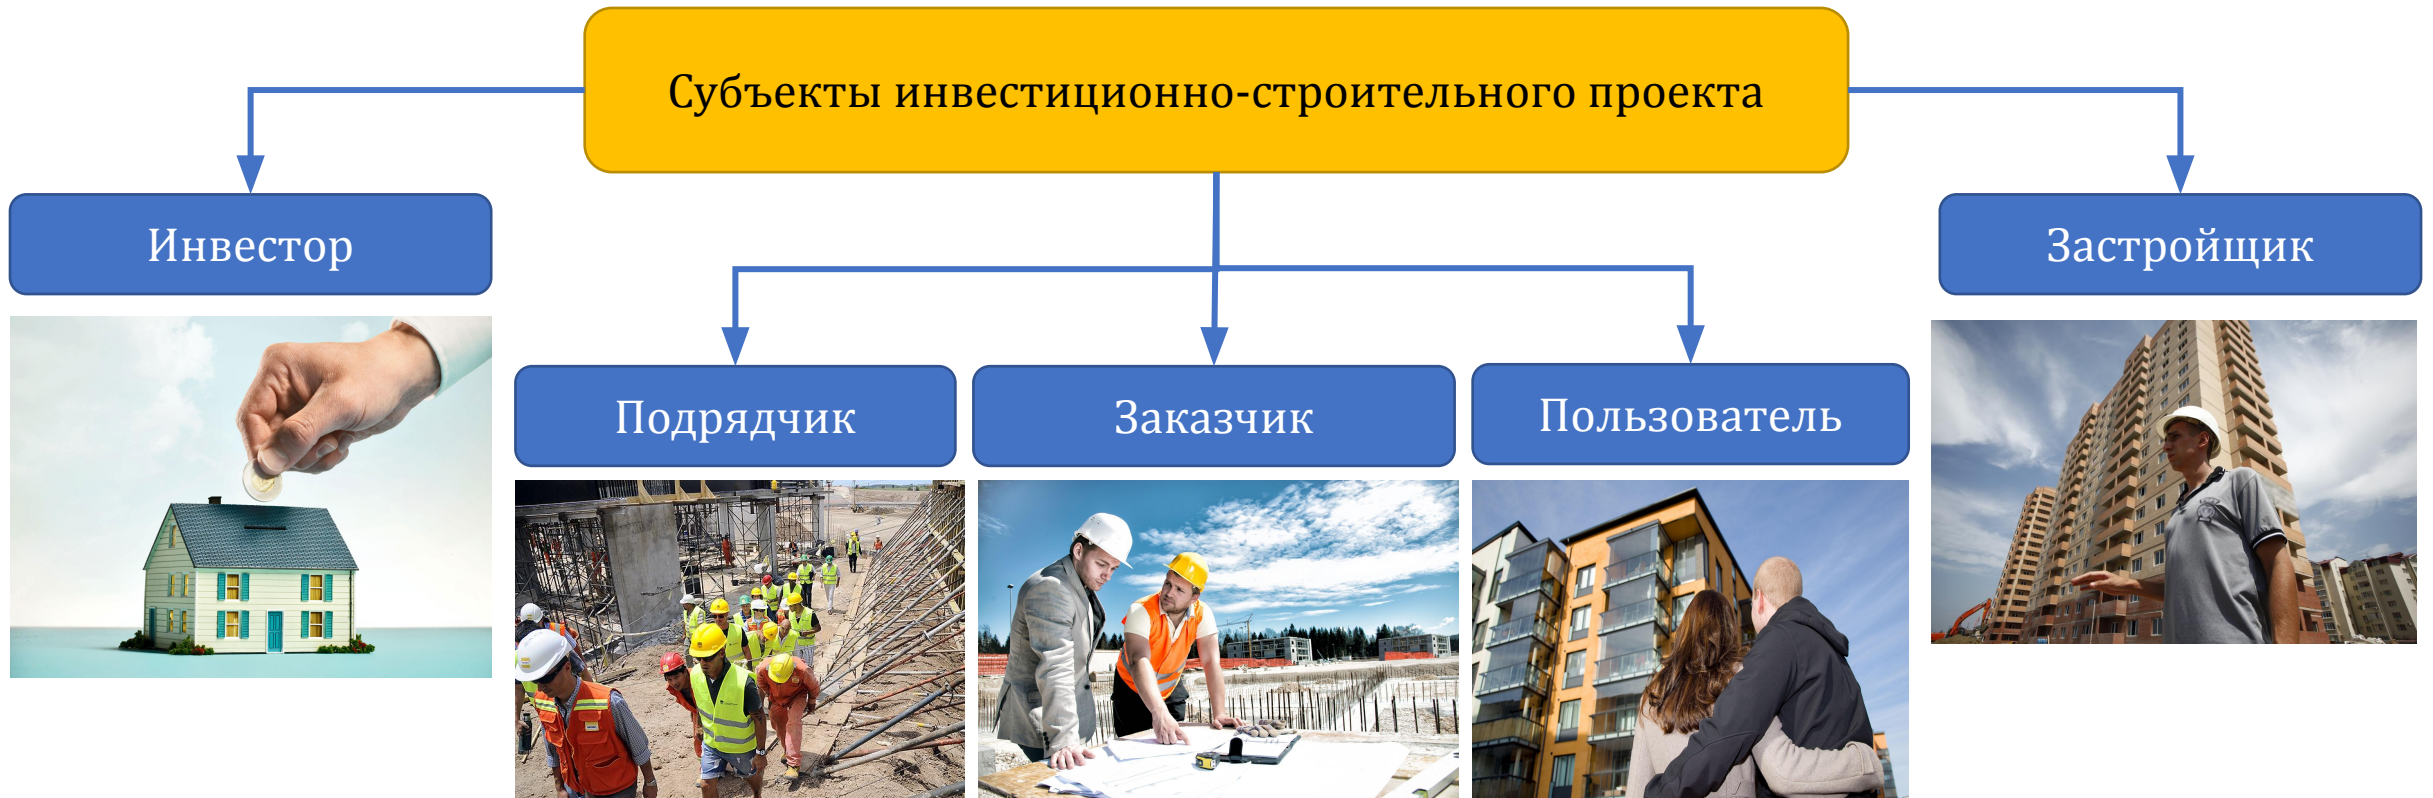 Субъекты инвестиционно-строительного проекта
Инвестор
Застройщик
Подрядчик
Заказчик
Пользователь